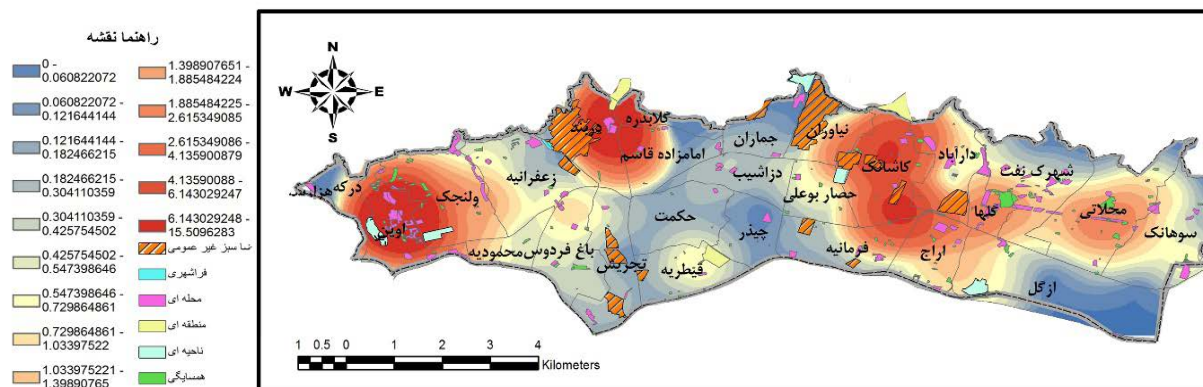 راهنما نقشه
0 -
0.060822072
0.060822072 -
0.121644144
0.121644144 -
0.182466215
0.182466215 -
0.304110359
0.304110359 -
0.425754502
0.425754502 -
0.547398646
0.547398646 -
0.729864861
0.729864861 -
1.03397522
1.033975221 -
1.39890765
1.398907651 -
1.885484224
1.885484225 -
2.615349085
2.615349086 -
4.135900879
4.13590088 -
6.143029247
6.143029248 -
15.5096283
سبز غیر عمومی
فراشهری
محله ای
منطقه ای
ناحیه ای
همسایگی
N
W E
S
گلابدره
دربند
امامزاده قاسم
جماران
نیاوران
دزاشیب
کاشانک
دارآباد
شهرک نفت
درکه
ولنجک
زعفرانیه
حصار بوعلی
گلها
محلاتی
سوهانک
اوین
حکمت
چیذر
محمودیه
باغ فردوس
تجریش
قیطریه
فرمانیه
اراج
ازگل
1 0.5 0 1 2 3 4
Kilometers